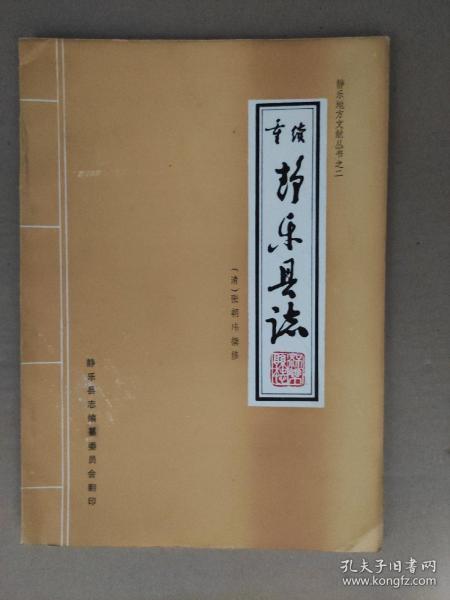 静乐地方文献丛书之二
重续
静乐县志
（清）张朝玮撰修
静乐县志编纂委员会翻印
孔夫子旧书网
www.kongfz.com